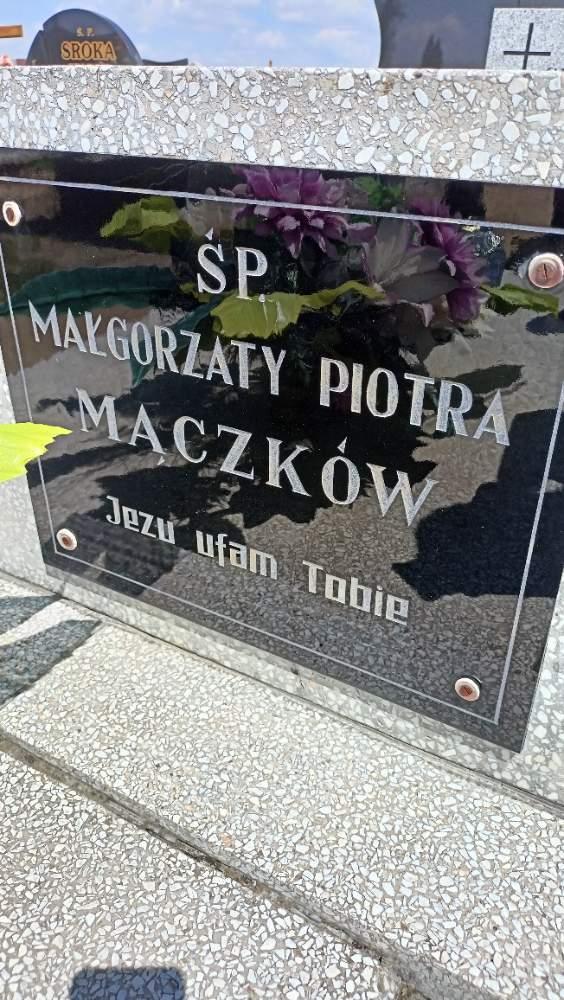 Ś. P.
SROKA
ŚP.
MAŁGORZATY PIOTRA
MĄCZKÓW
Jezu ufam Tobie